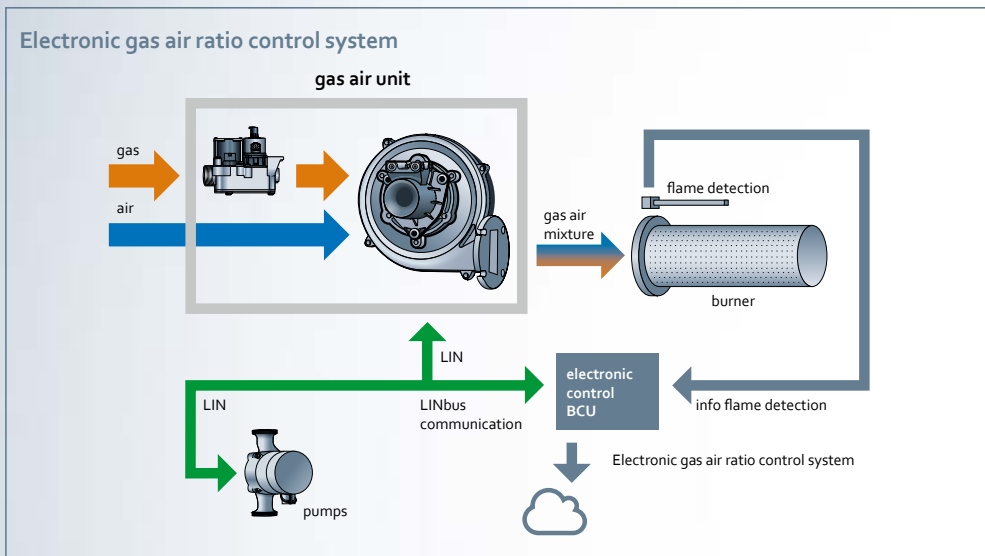 Electronic gas air ratio control system
gas air unit
gas
air
gas air
mixture
flame detection
burner
LIN
electronic
control
BCU
LIN
LINbus
communication
info flame detection
Electronic gas air ratio control system
pumps